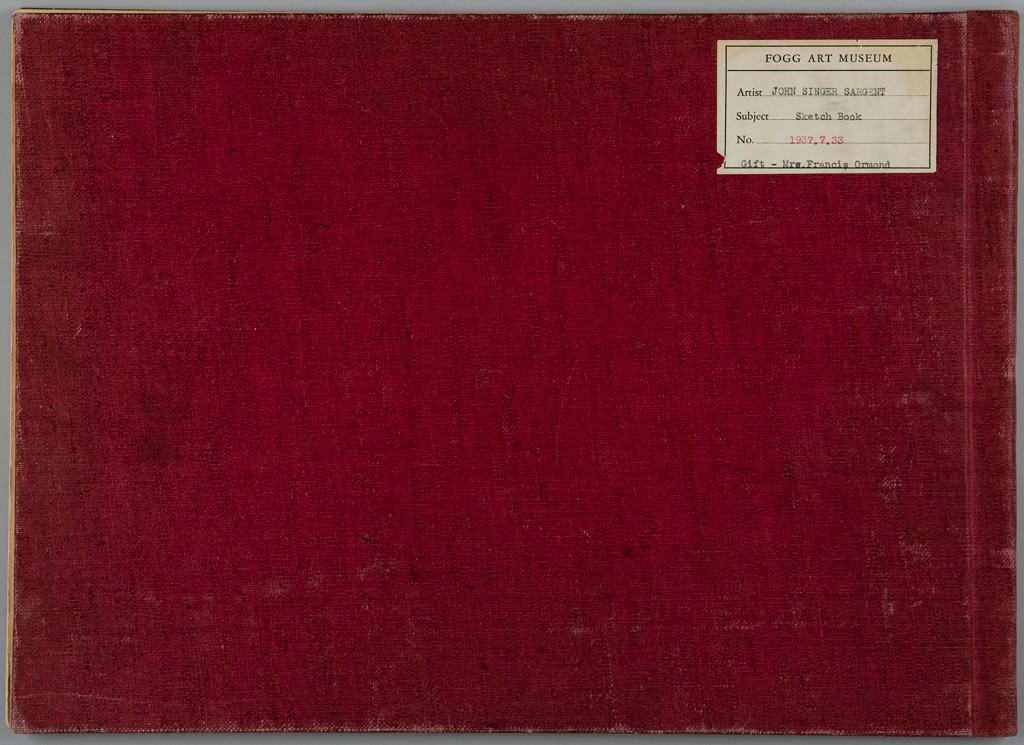 FOGG ART MUSEUM
Artist JOHN SINGER SARGENT
Subject Sketch Book
No. 1937.7.33
Gift - Mrs.Francis Ormond